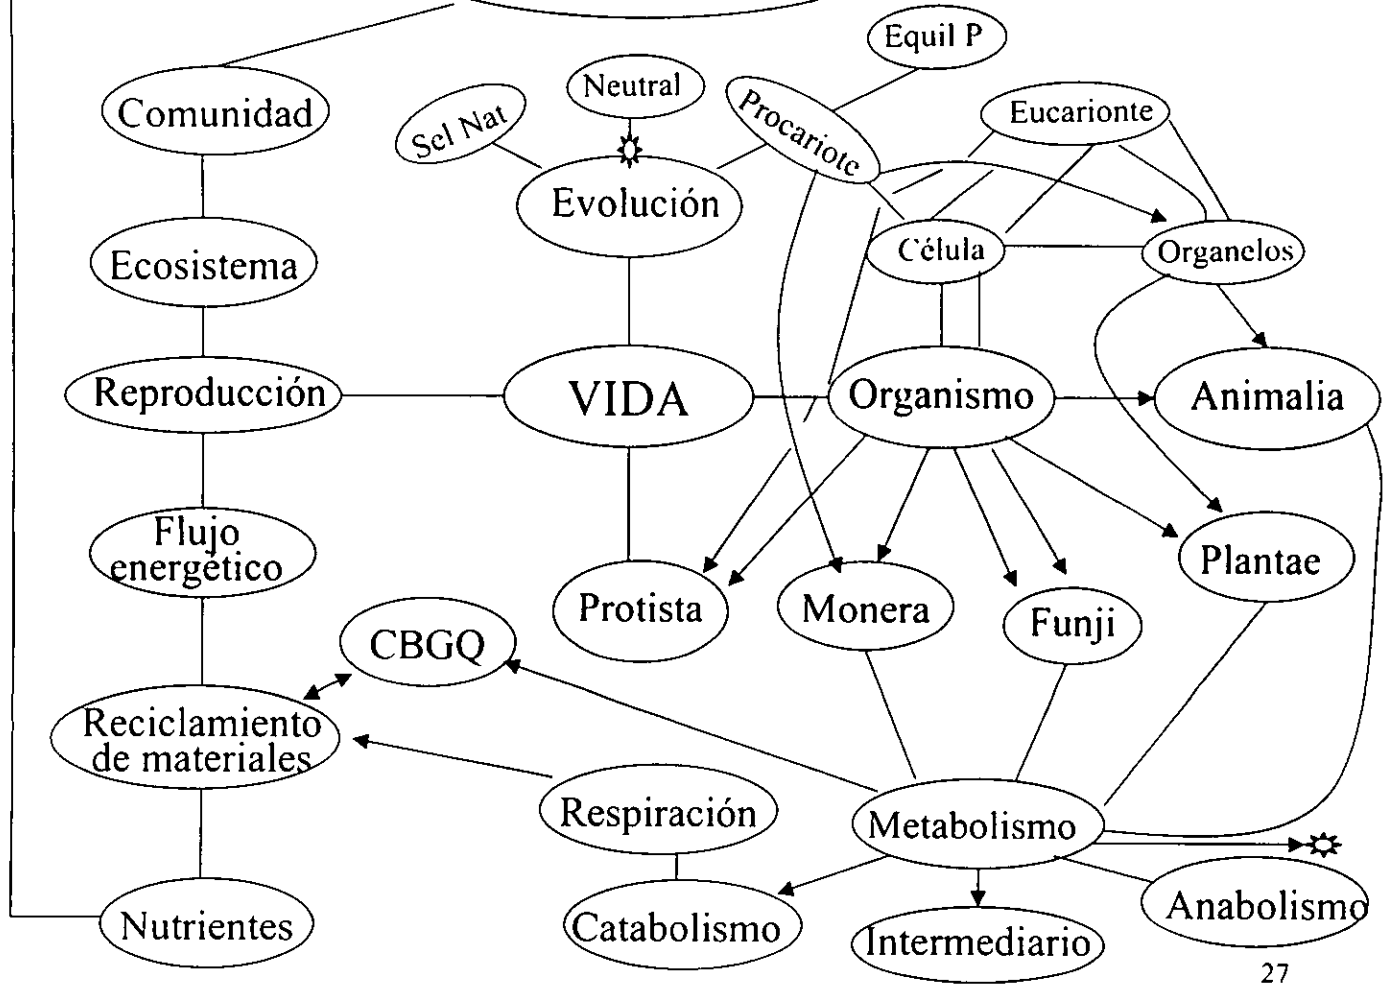 Equil P
Neutral
Eucarionte
Comunidad
Sel Nat
Procariote
Evolución
Ecosistema
Célula
Organelos
Reproducción
VIDA
Organismo
Animalia
Flujo
energético
Plantae
Protista
Monera
Funji
CBGQ
Reciclamiento
de materiales
Respiración
Metabolismo
Anabolismo
Nutrientes
Catabolismo
Intermediario
27